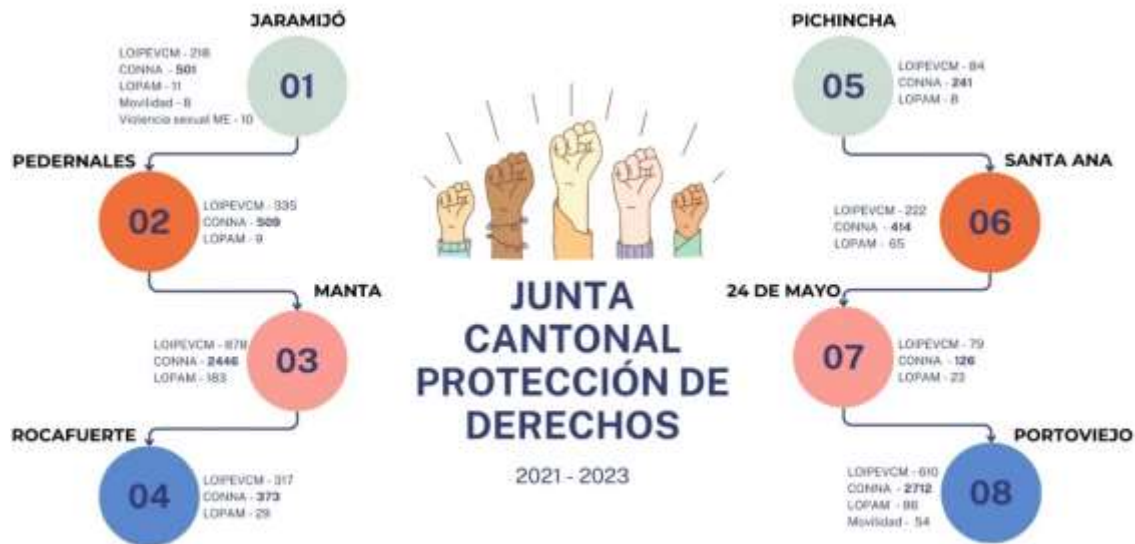 JARAMIJÓ
LOIPEVCM - 218
CONNA - 501
LOPAM - 11
Movilidad - 8
Violencia sexual ME - 10
01
PEDERNALES
02
LOIPEVCM - 335
CONNA - 509
LOPAM - 9
MANTA
LOIPEVCM - 878
CONNA - 2446
LOPAM - 183
03
ROCAFUERTE
04
LOIPEVCM - 317
CONNA - 373
LOPAM - 29
JUNTA
CANTONAL
PROTECCIÓN DE
DERECHOS
2021 - 2023
PICHINCHA
05
LOIPEVCM - 84
CONNA - 241
LOPAM - 8
SANTA ANA
LOIPEVCM - 222
CONNA - 414
LOPAM - 65
06
24 DE MAYO
07
LOIPEVCM - 79
CONNA - 126
LOPAM - 23
PORTOVIEJO
LOIPEVCM - 610
CONNA - 2712
LOPAM -
Movilidad - 54
08